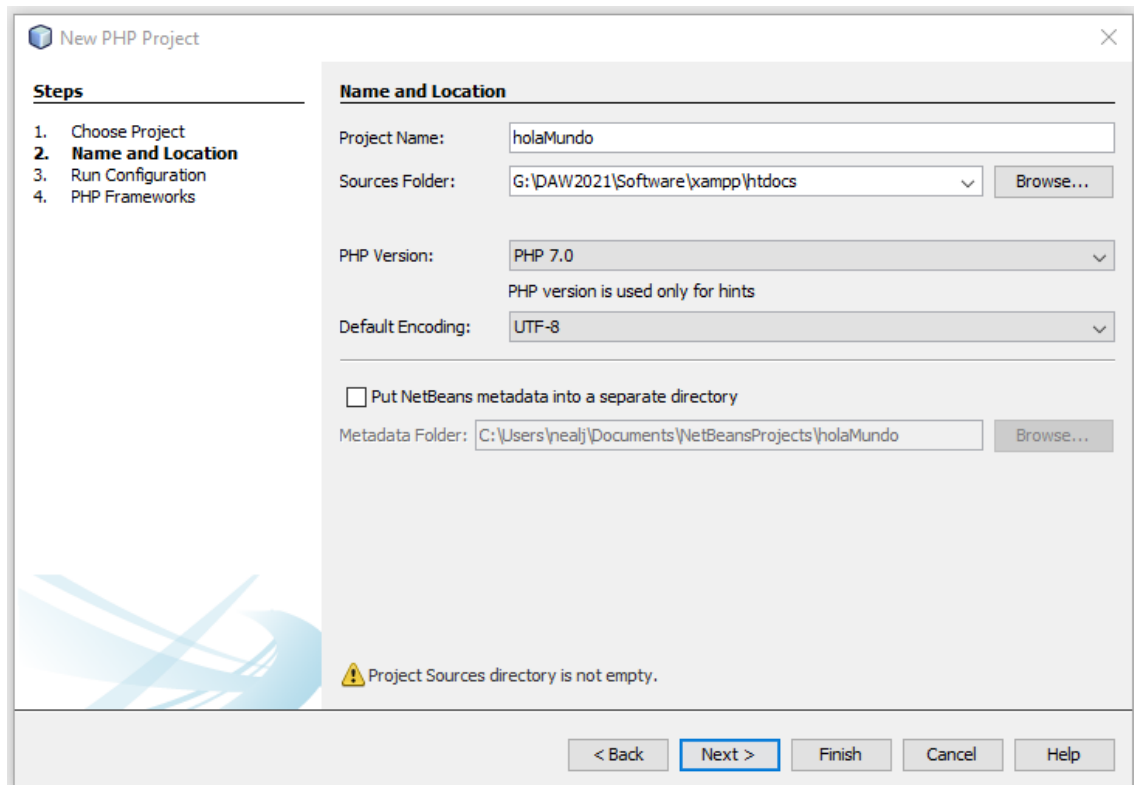 New PHP Project
Steps
1. Choose Project
2. Name and Location
3. Run Configuration
4. PHP Frameworks
Name and Location
Project Name: holaMundo
Sources Folder: G:\DAW2021\Software\xampp\htdocs Browse...
PHP Version: PHP 7.0
PHP version is used only for hints
Default Encoding: UTF-8
Put NetBeans metadata into a separate directory
Metadata Folder: C:\Users\nealj\Documents\NetBeansProjects\holaMundo Browse...
Project Sources directory is not empty.
< Back Next > Finish Cancel Help